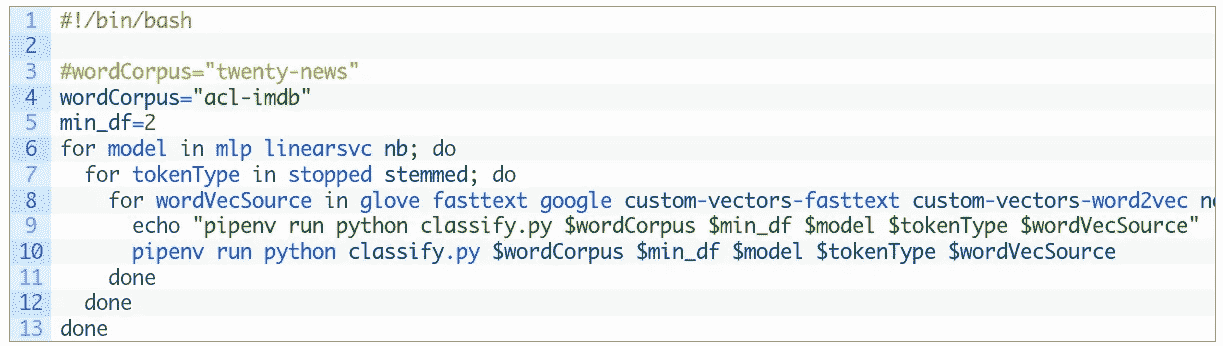 1 #!/bin/bash
2
3 #wordCorpus="twenty-news"
4 wordCorpus="acl-imdb"
5 min_df=2
6 for model in mlp linearsvc nb; do
7   for tokenType in stopped stemmed; do
8     for wordVecSource in glove fasttext google custom-vectors-fasttext custom-vectors-word2vec
9       echo "pipenv run python classify.py $wordCorpus $min_df $model $tokenType $wordVecSource"
10       pipenv run python classify.py $wordCorpus $min_df $model $tokenType $wordVecSource
11     done
12   done
13 done